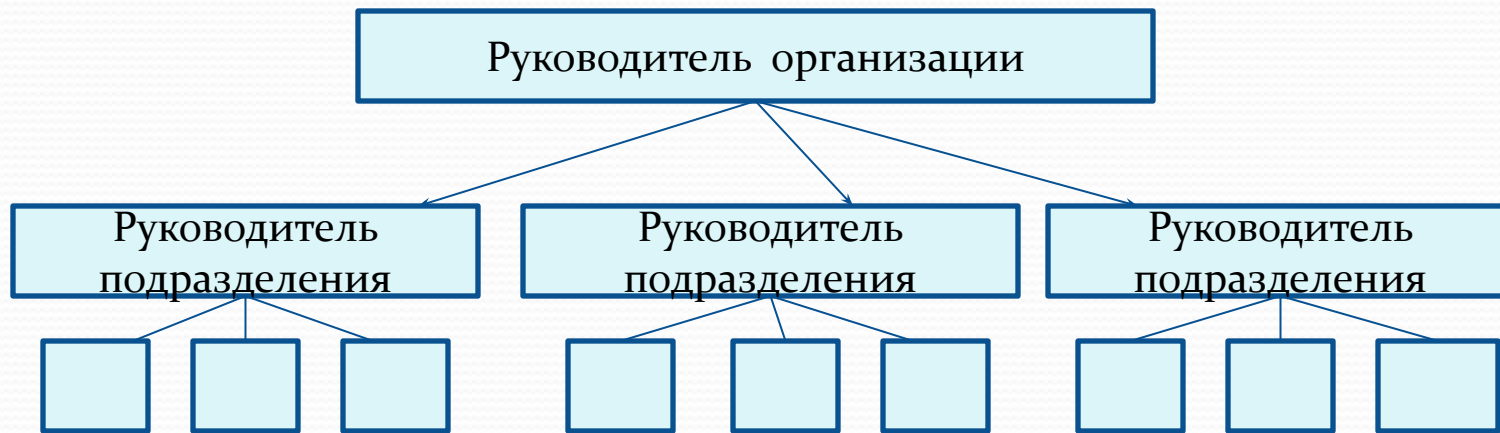 Руководитель организации
Руководитель
подразделения
Руководитель
подразделения
Руководитель
подразделения